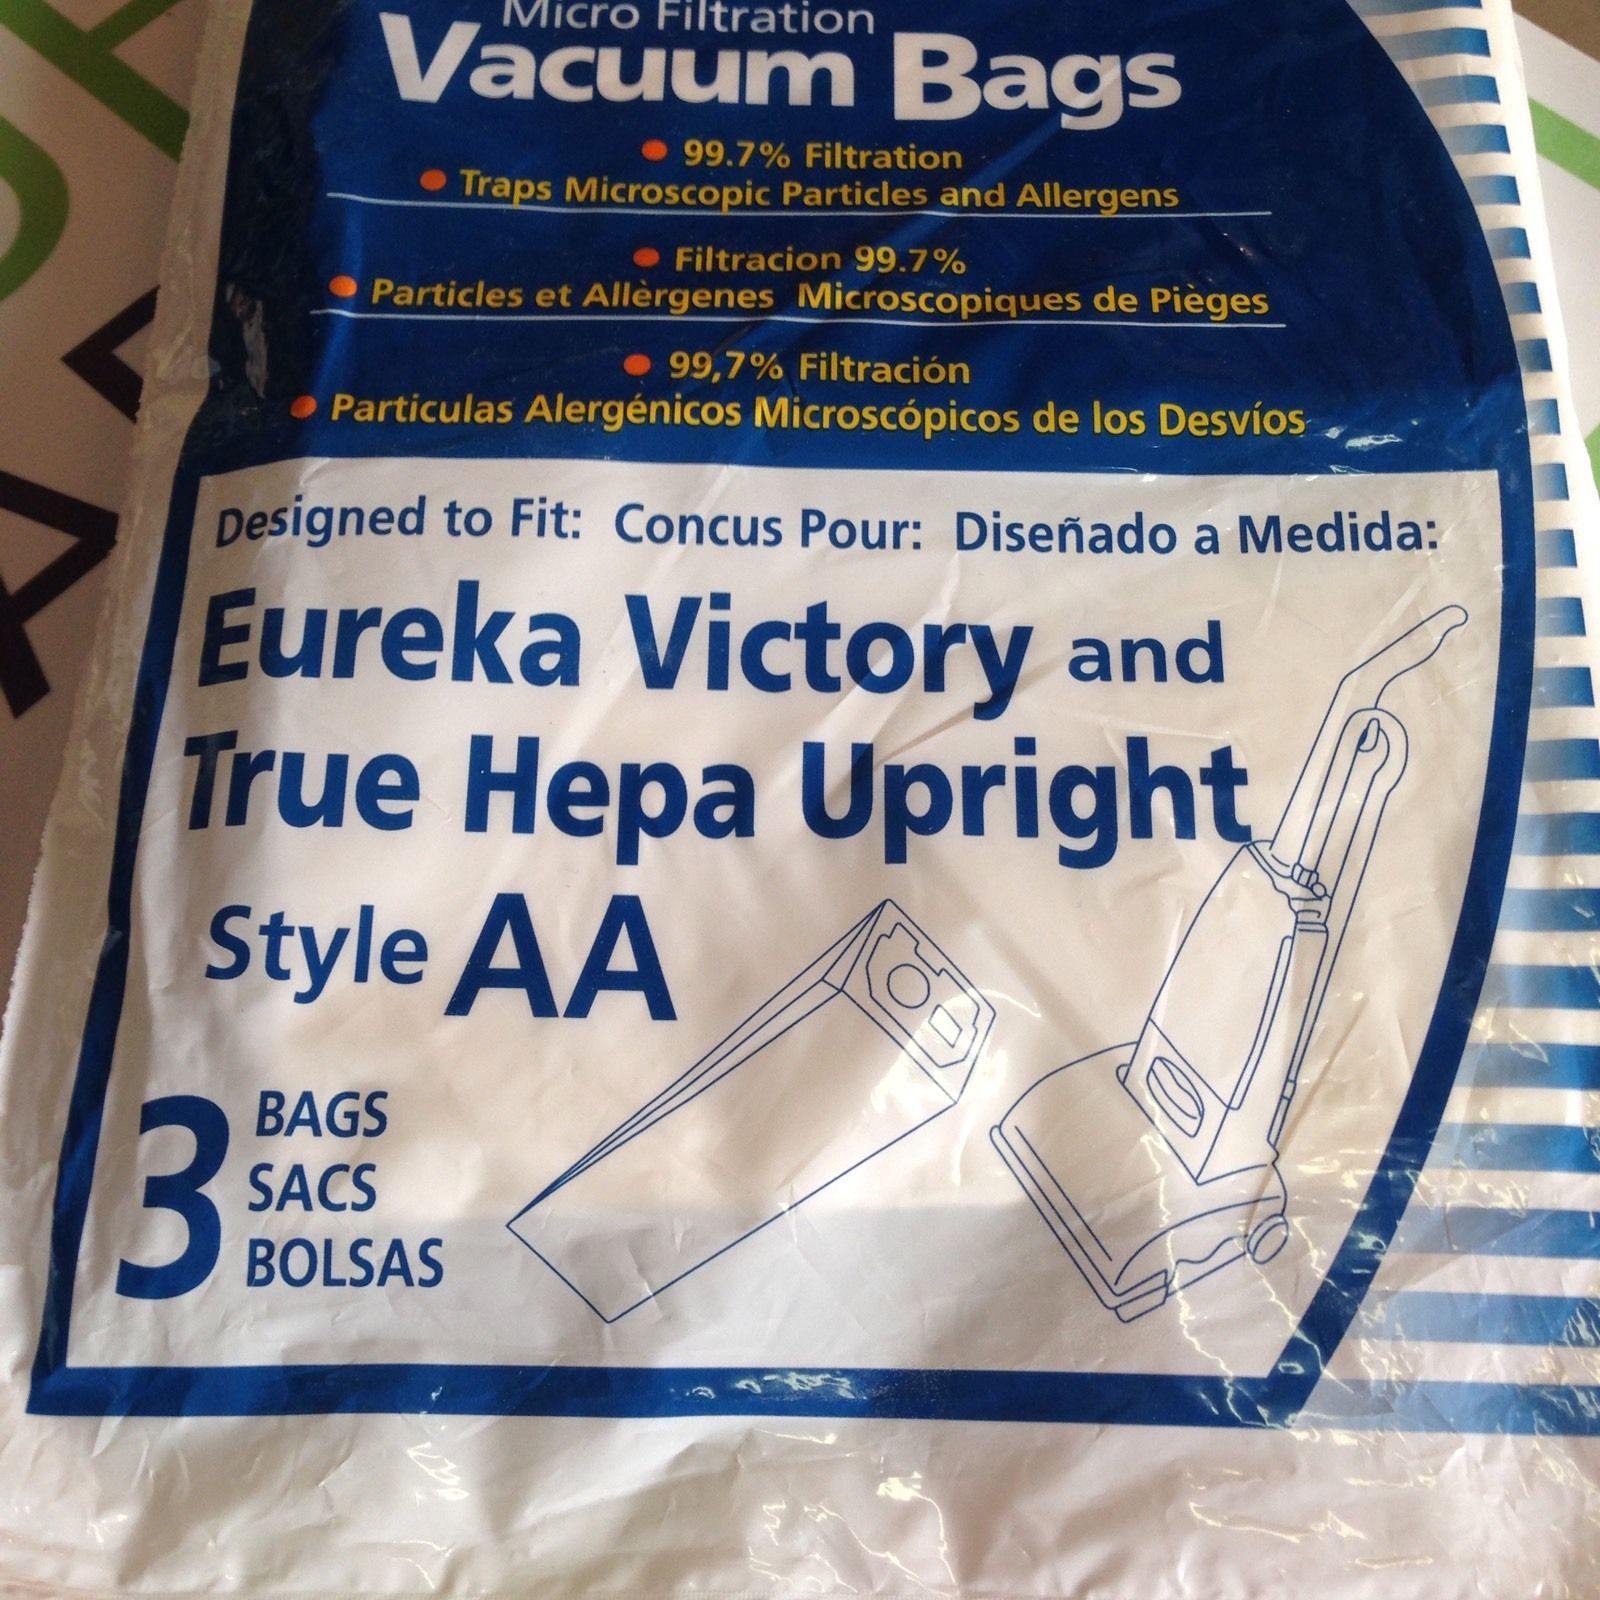 Micro Filtration
Vacuum Bags
• 99.7% Filtration
• Traps Microscopic Particles and Allergens
• Filtracion 99.7%
• Particles et Allèrgenes Microscopiques de Pièges
• 99,7% Filtración
• Particulas Alergénicos Microscópicos de los Desvíos
Designed to Fit: Concus Pour: Diseñado a Medida:
Eureka Victory and
True Hepa Upright
Style AA
3 BAGS
SACS
BOLSAS